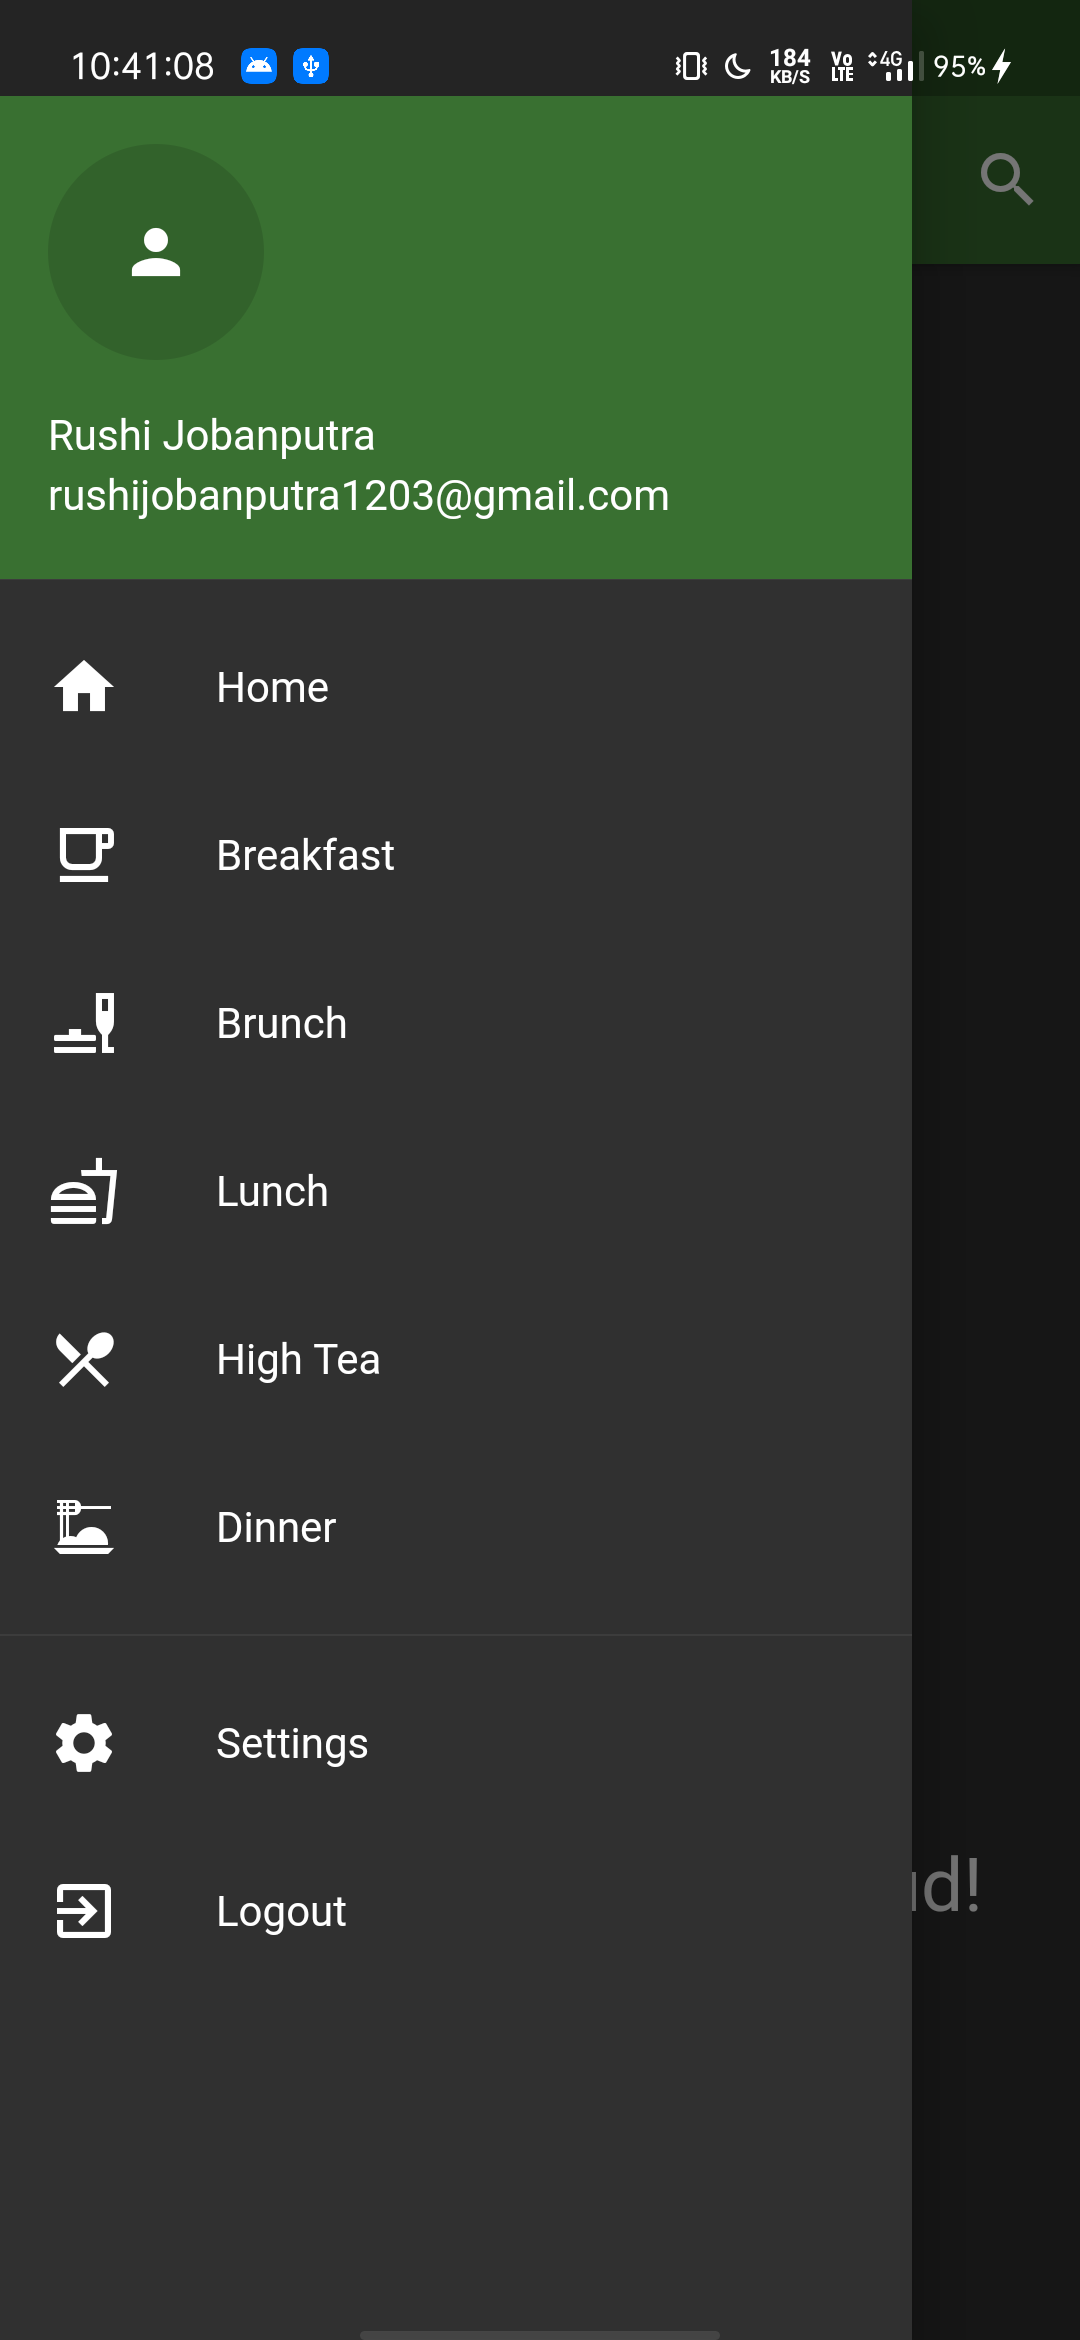 10:41:08 184 KB/S Vo LTE 4G 95%
Rushi Jobanputra
rushijobanputra1203@gmail.com
Home
Breakfast
Brunch
Lunch
High Tea
Dinner
Settings
Logout